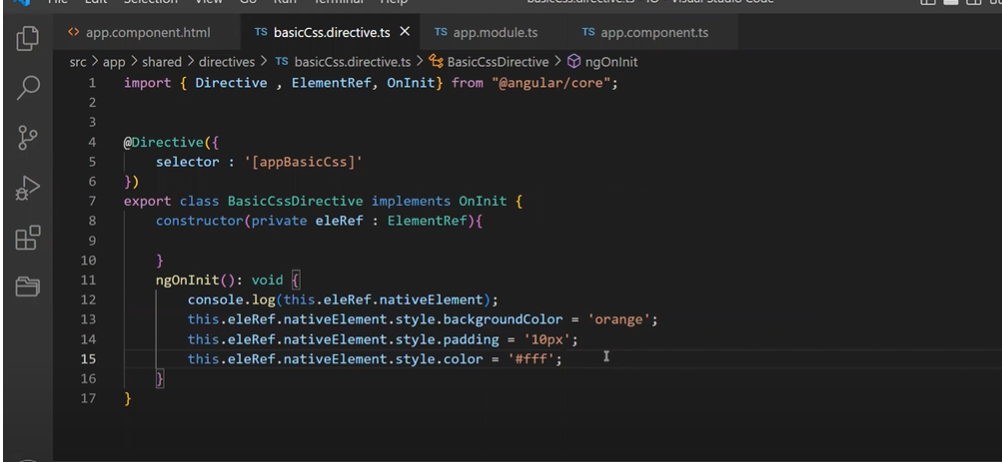 File Edit Selection View Go Run Terminal Help basicCss.directive.ts - IO - Visual Studio Code
<> app.component.html TS basicCss.directive.ts × TS app.module.ts TS app.component.ts
src > app > shared > directives > TS basicCss.directive.ts > BasicCssDirective > ngOnInit
1 import { Directive , ElementRef, OnInit} from "@angular/core";
2
3
4 @Directive({
5 selector : '[appBasicCss]'
6 })
7 export class BasicCssDirective implements OnInit {
8 constructor(private eleRef : ElementRef){
9
10 }
11 ngOnInit(): void {
12 console.log(this.eleRef.nativeElement);
13 this.eleRef.nativeElement.style.backgroundColor = 'orange';
14 this.eleRef.nativeElement.style.padding = '10px';
15 this.eleRef.nativeElement.style.color = '#fff';
16 }
17 }